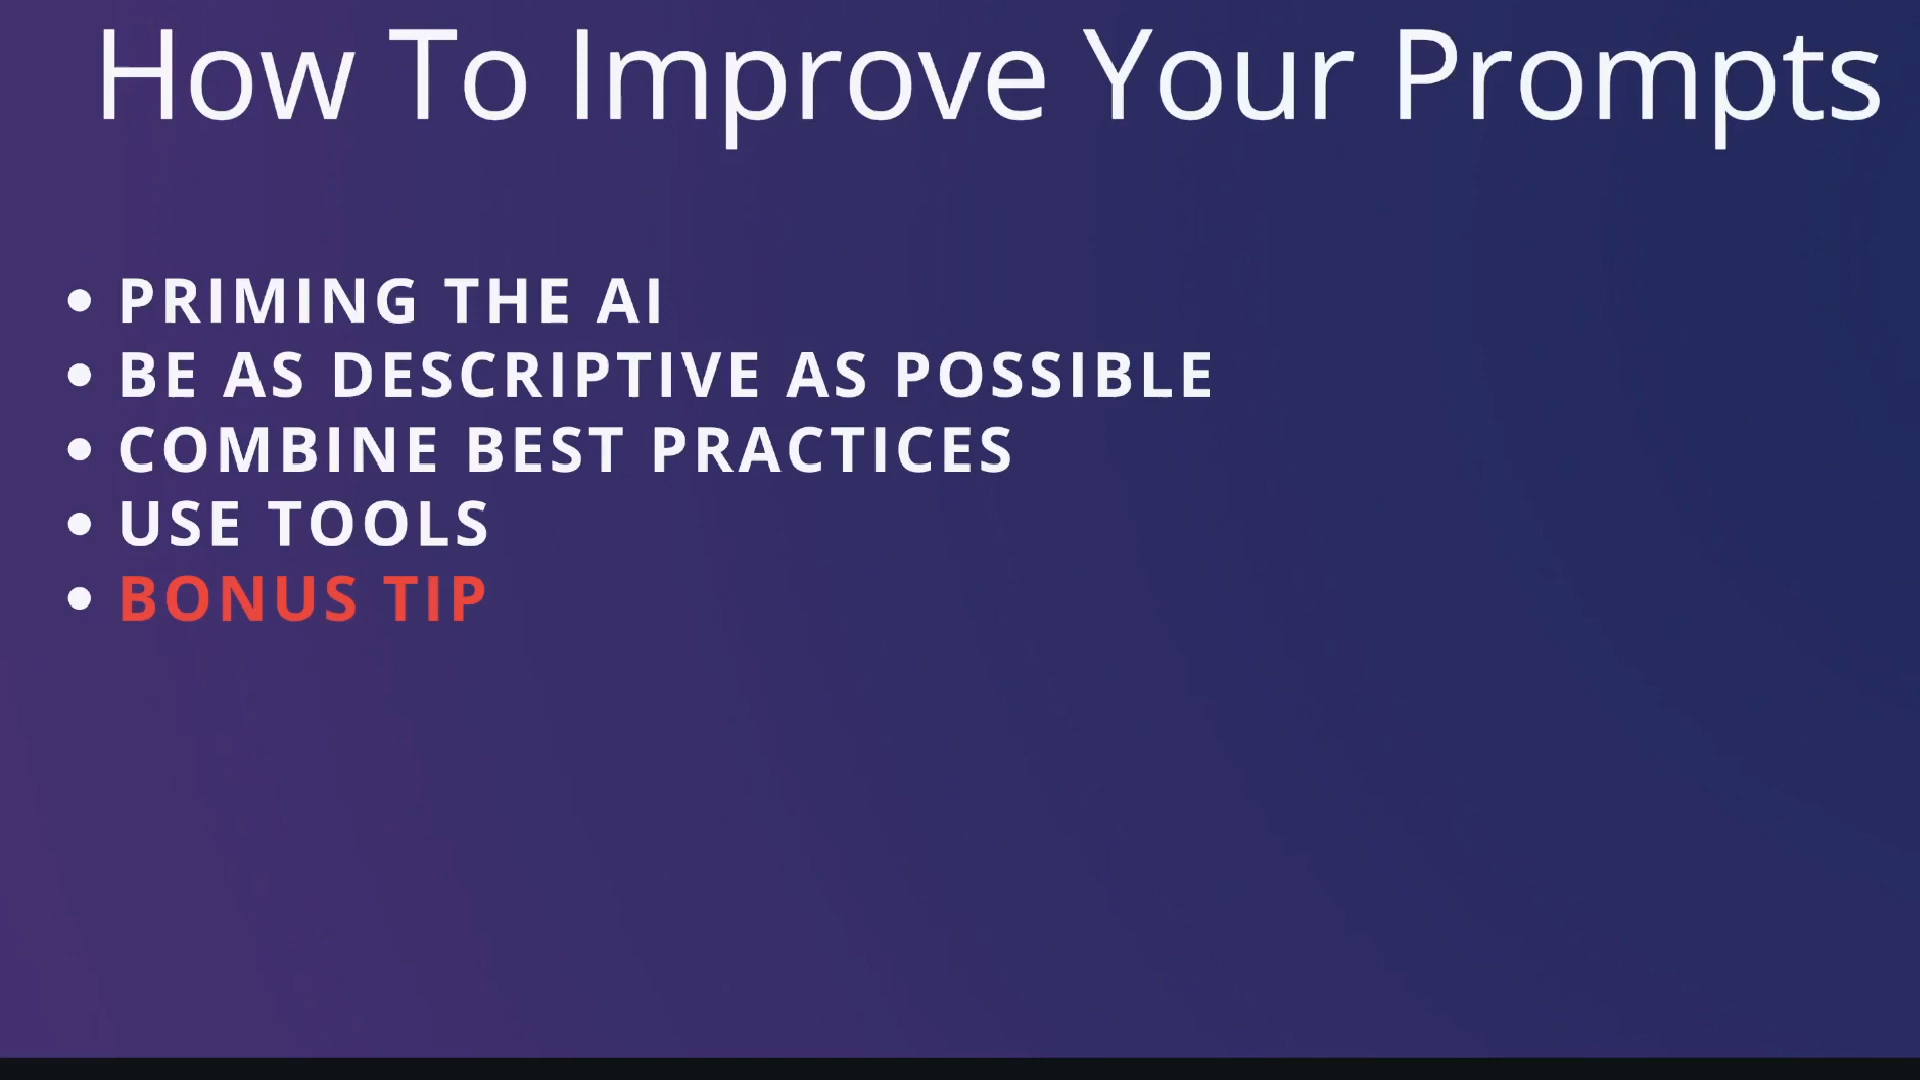 How To Improve Your Prompts
• PRIMING THE AI
• BE AS DESCRIPTIVE AS POSSIBLE
• COMBINE BEST PRACTICES
• USE TOOLS
• BONUS TIP